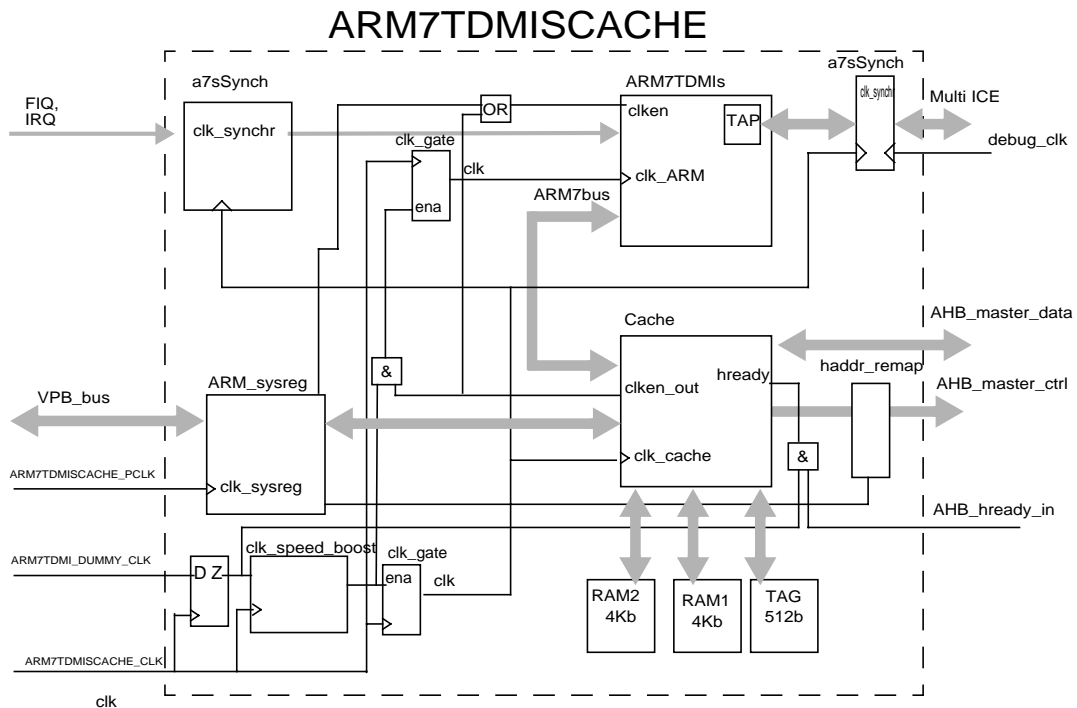 ARM7TDMISCACHE
a7sSynch
FIQ,
IRQ
clk_synchr
OR
ARM7TDMIs
clken
TAP
clk_ARM
a7sSynch
clk_synchr
Multi ICE
debug_clk
clk_gate
clk
ena
ARM7bus
Cache
hready
clken_out
clk_cache
AHB_master_data
haddr_remap
AHB_master_ctrl
&
ARM_sysreg
VPB_bus
ARM7TDMISCACHE_PCLK
clk_sysreg
&
AHB_hready_in
ARM7TDMI_DUMMY_CLK
D Z
clk_speed_boost
clk_gate
ena
clk
RAM2
4Kb
RAM1
4Kb
TAG
512b
ARM7TDMISCACHE_CLK
clk